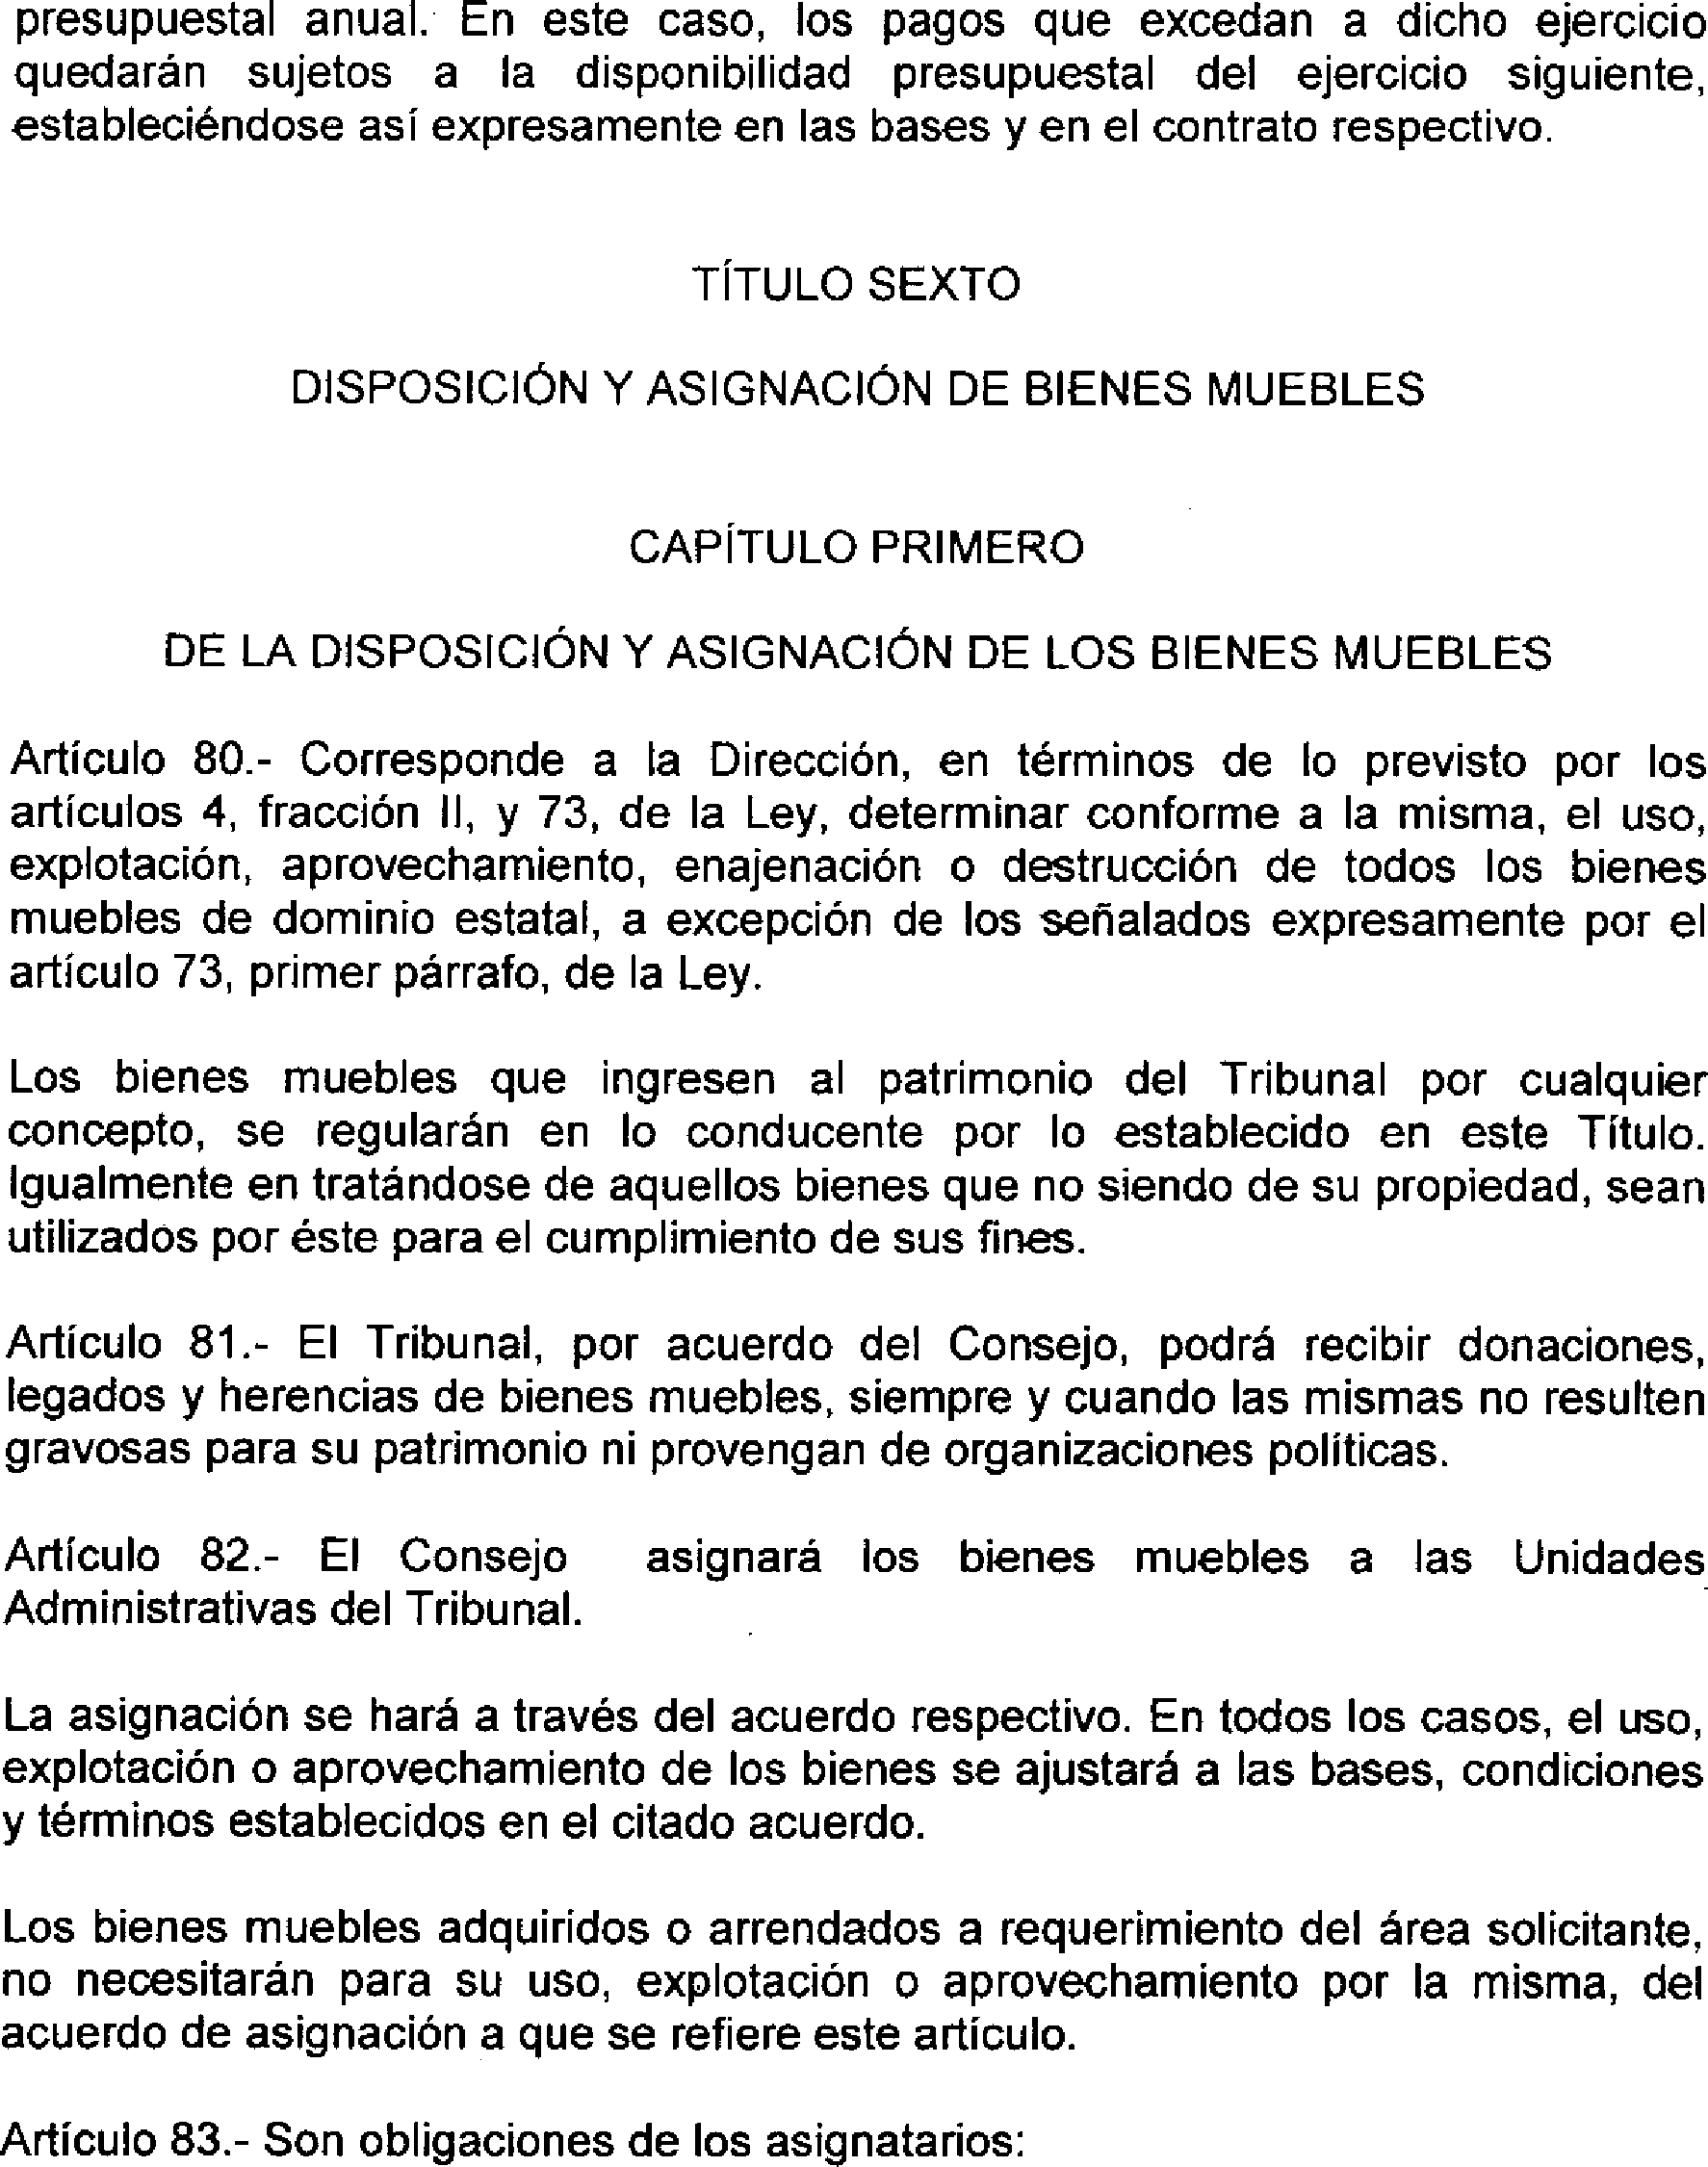 presupuestal anual. En este caso, los pagos que excedan a dicho ejercicio
quedarán sujetos a la disponibilidad presupuestal del ejercicio siguiente,
estableciéndose así expresamente en las bases y en el contrato respectivo.
TÍTULO SEXTO
DISPOSICIÓN Y ASIGNACIÓN DE BIENES MUEBLES
CAPÍTULO PRIMERO
DE LA DISPOSICIÓN Y ASIGNACIÓN DE LOS BIENES MUEBLES
Artículo 80.- Corresponde a la Dirección, en términos de lo previsto por los
artículos 4, fracción II, y 73, de la Ley, determinar conforme a la misma, el uso,
explotación, aprovechamiento, enajenación o destrucción de todos los bienes
muebles de dominio estatal, a excepción de los señalados expresamente por el
artículo 73, primer párrafo, de la Ley.
Los bienes muebles que ingresen al patrimonio del Tribunal por cualquier
concepto, se regularán en lo conducente por lo establecido en este Título.
Igualmente en tratándose de aquellos bienes que no siendo de su propiedad, sean
utilizados por éste para el cumplimiento de sus fines.
Artículo 81.- El Tribunal, por acuerdo del Consejo, podrá recibir donaciones,
legados y herencias de bienes muebles, siempre y cuando las mismas no resulten
gravosas para su patrimonio ni provengan de organizaciones políticas.
Artículo 82.- El Consejo asignará los bienes muebles a las Unidades
Administrativas del Tribunal.
La asignación se hará a través del acuerdo respectivo. En todos los casos, el uso,
explotación o aprovechamiento de los bienes se ajustará a las bases, condiciones
y términos establecidos en el citado acuerdo.
Los bienes muebles adquiridos o arrendados a requerimiento del área solicitante,
no necesitarán para su uso, explotación o aprovechamiento por la misma, del
acuerdo de asignación a que se refiere este artículo.
Artículo 83.- Son obligaciones de los asignatarios: